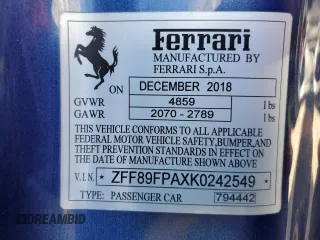 Ferrari
MANUFACTURED BY
FERRARI S.p.A.
ON DECEMBER 2018
GVWR 4859 lbs
GAWR 2070 - 2789 lbs
THIS VEHICLE CONFORMS TO ALL APPLICABLE
FEDERAL MOTOR VEHICLE SAFETY, BUMPER, AND
THEFT PREVENTION STANDARDS IN EFFECT ON
THE DATE OF MANUFACTURE SHOWN ABOVE
V.I.N. *ZFF89FPAXK0242549*
TYPE: PASSENGER CAR 794442
DREAMBID